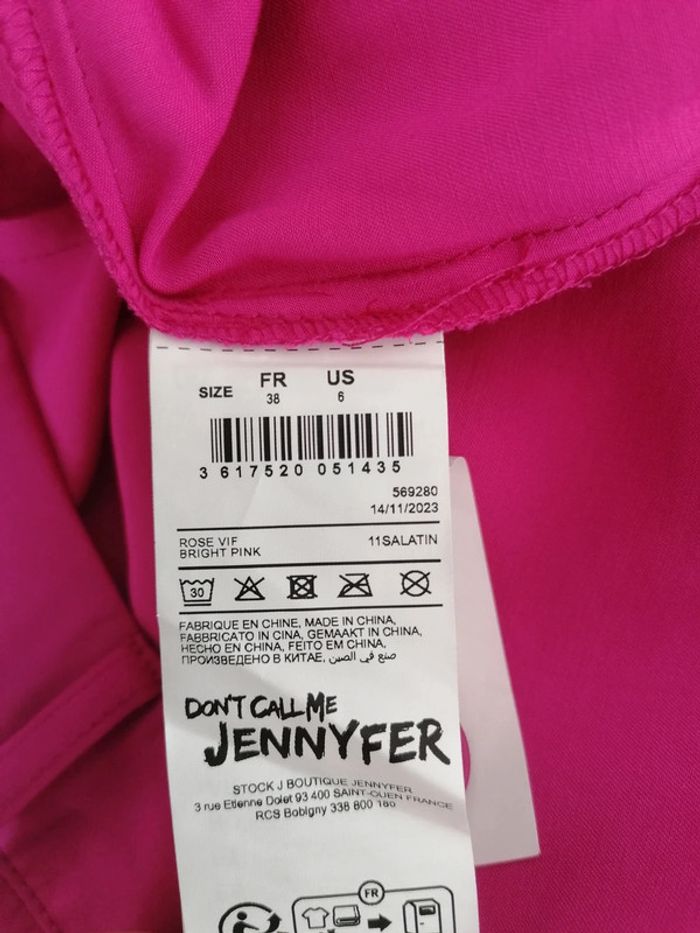 SIZE FR US
38 6
3 617520 051435
569280
14/11/2023
ROSE VIF 11SALATIN
BRIGHT PINK
30
FABRIQUE EN CHINE, MADE IN CHINA,
FABBRICATO IN CINA, GEMAAKT IN CHINA,
HECHO EN CHINA, FEITO EM CHINA,
ПРОИЗВЕДЕНО В КИТАЕ, صنع في الصين
DON'T CALL ME
JENNYFER
STOCK J BOUTIQUE JENNYFER
3 rue Etienne Dolet 93 400 SAINT-OUEN FRANCE
RCS Bobigny 338 800 180
FR